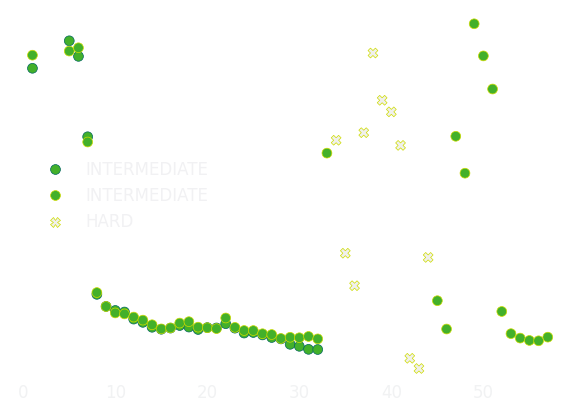 INTERMEDIATE
INTERMEDIATE
HARD
0 10 20 30 40 50